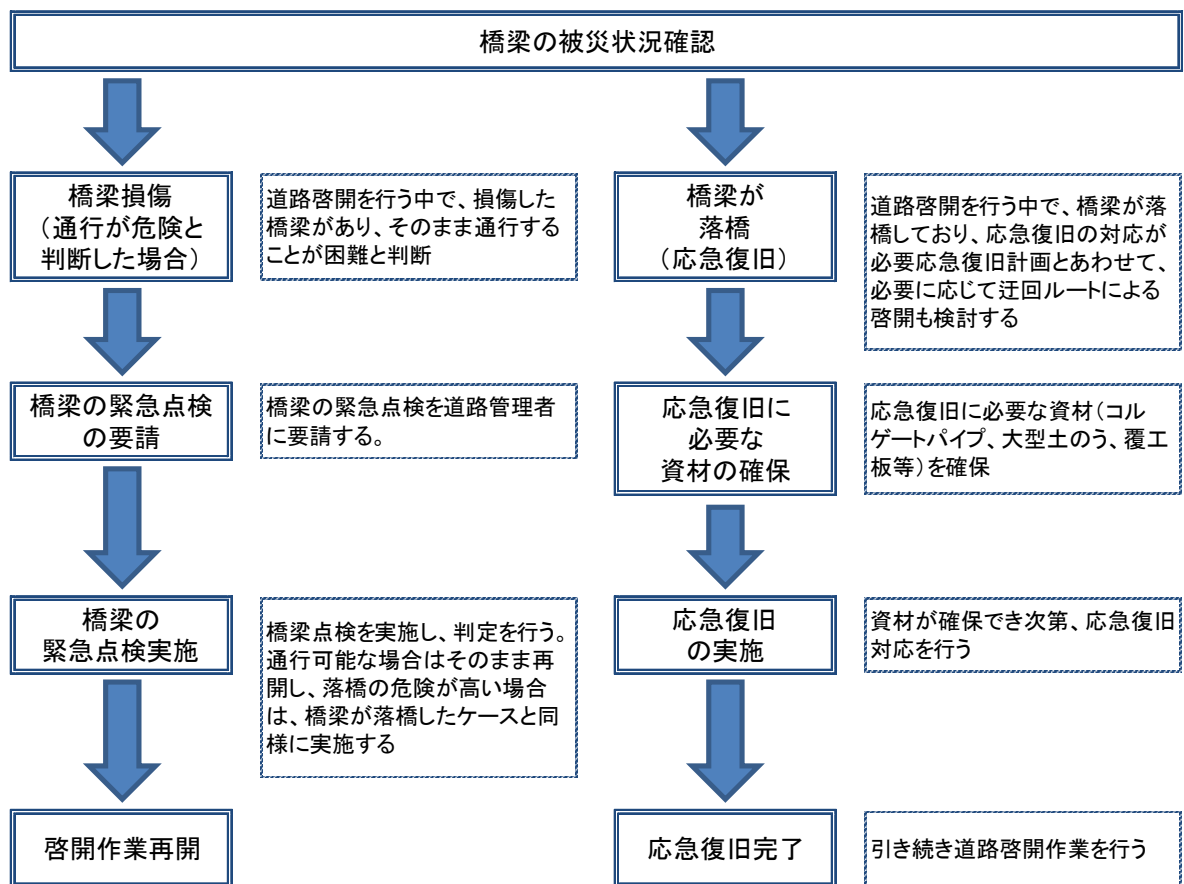 橋梁の被災状況確認
橋梁損傷
（通行が危険と
判断した場合）
道路啓開を行う中で、損傷した
橋梁があり、そのまま通行する
ことが困難と判断
橋梁が
落橋
（応急復旧）
道路啓開を行う中で、橋梁が落
橋しており、応急復旧の対応が
必要応急復旧計画とあわせて、
必要に応じて迂回ルートによる
啓開も検討する
橋梁の緊急点検
の要請
橋梁の緊急点検を道路管理者
に要請する。
応急復旧に
必要な
資材の確保
応急復旧に必要な資材（コル
ゲートパイプ、大型土のう、覆工
板等）を確保
橋梁の
緊急点検実施
橋梁点検を実施し、判定を行う。
通行可能な場合はそのまま再
開し、落橋の危険が高い場合
は、橋梁が落橋したケースと同
様に実施する
応急復旧
の実施
資材が確保でき次第、応急復旧
対応を行う
啓開作業再開
応急復旧完了
引き続き道路啓開作業を行う